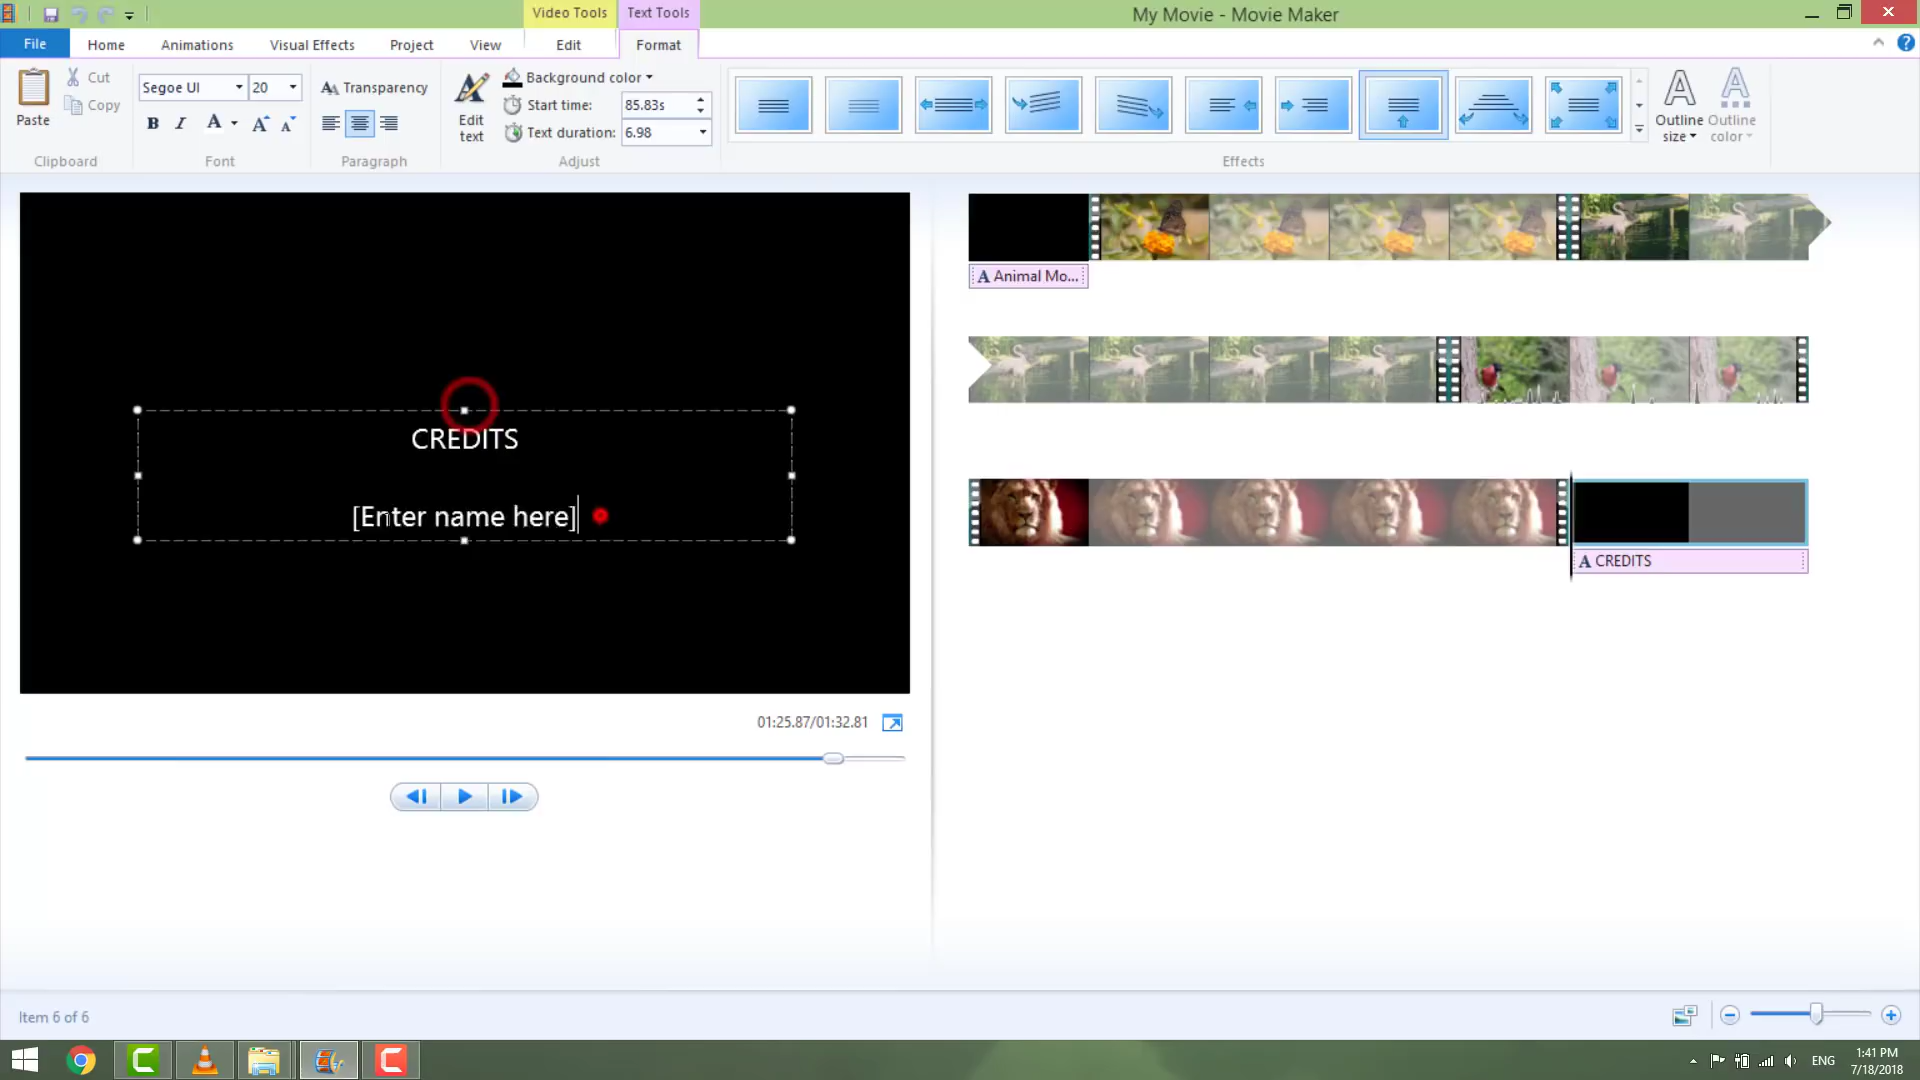 Video Tools
Text Tools
My Movie - Movie Maker
File
Home
Animations
Visual Effects
Project
View
Edit
Format
Paste
Cut
Copy
Clipboard
Segoe UI
20
B
I
A
A
A
Font
Transparency
Paragraph
Edit text
Background color
Start time: 85.83s
Text duration: 6.98
Adjust
Effects
Outline size
Outline color
CREDITS
[Enter name here]
01:25.87/01:32.81
A Animal Mo...
A CREDITS
Item 6 of 6
ENG
1:41 PM
7/18/2018